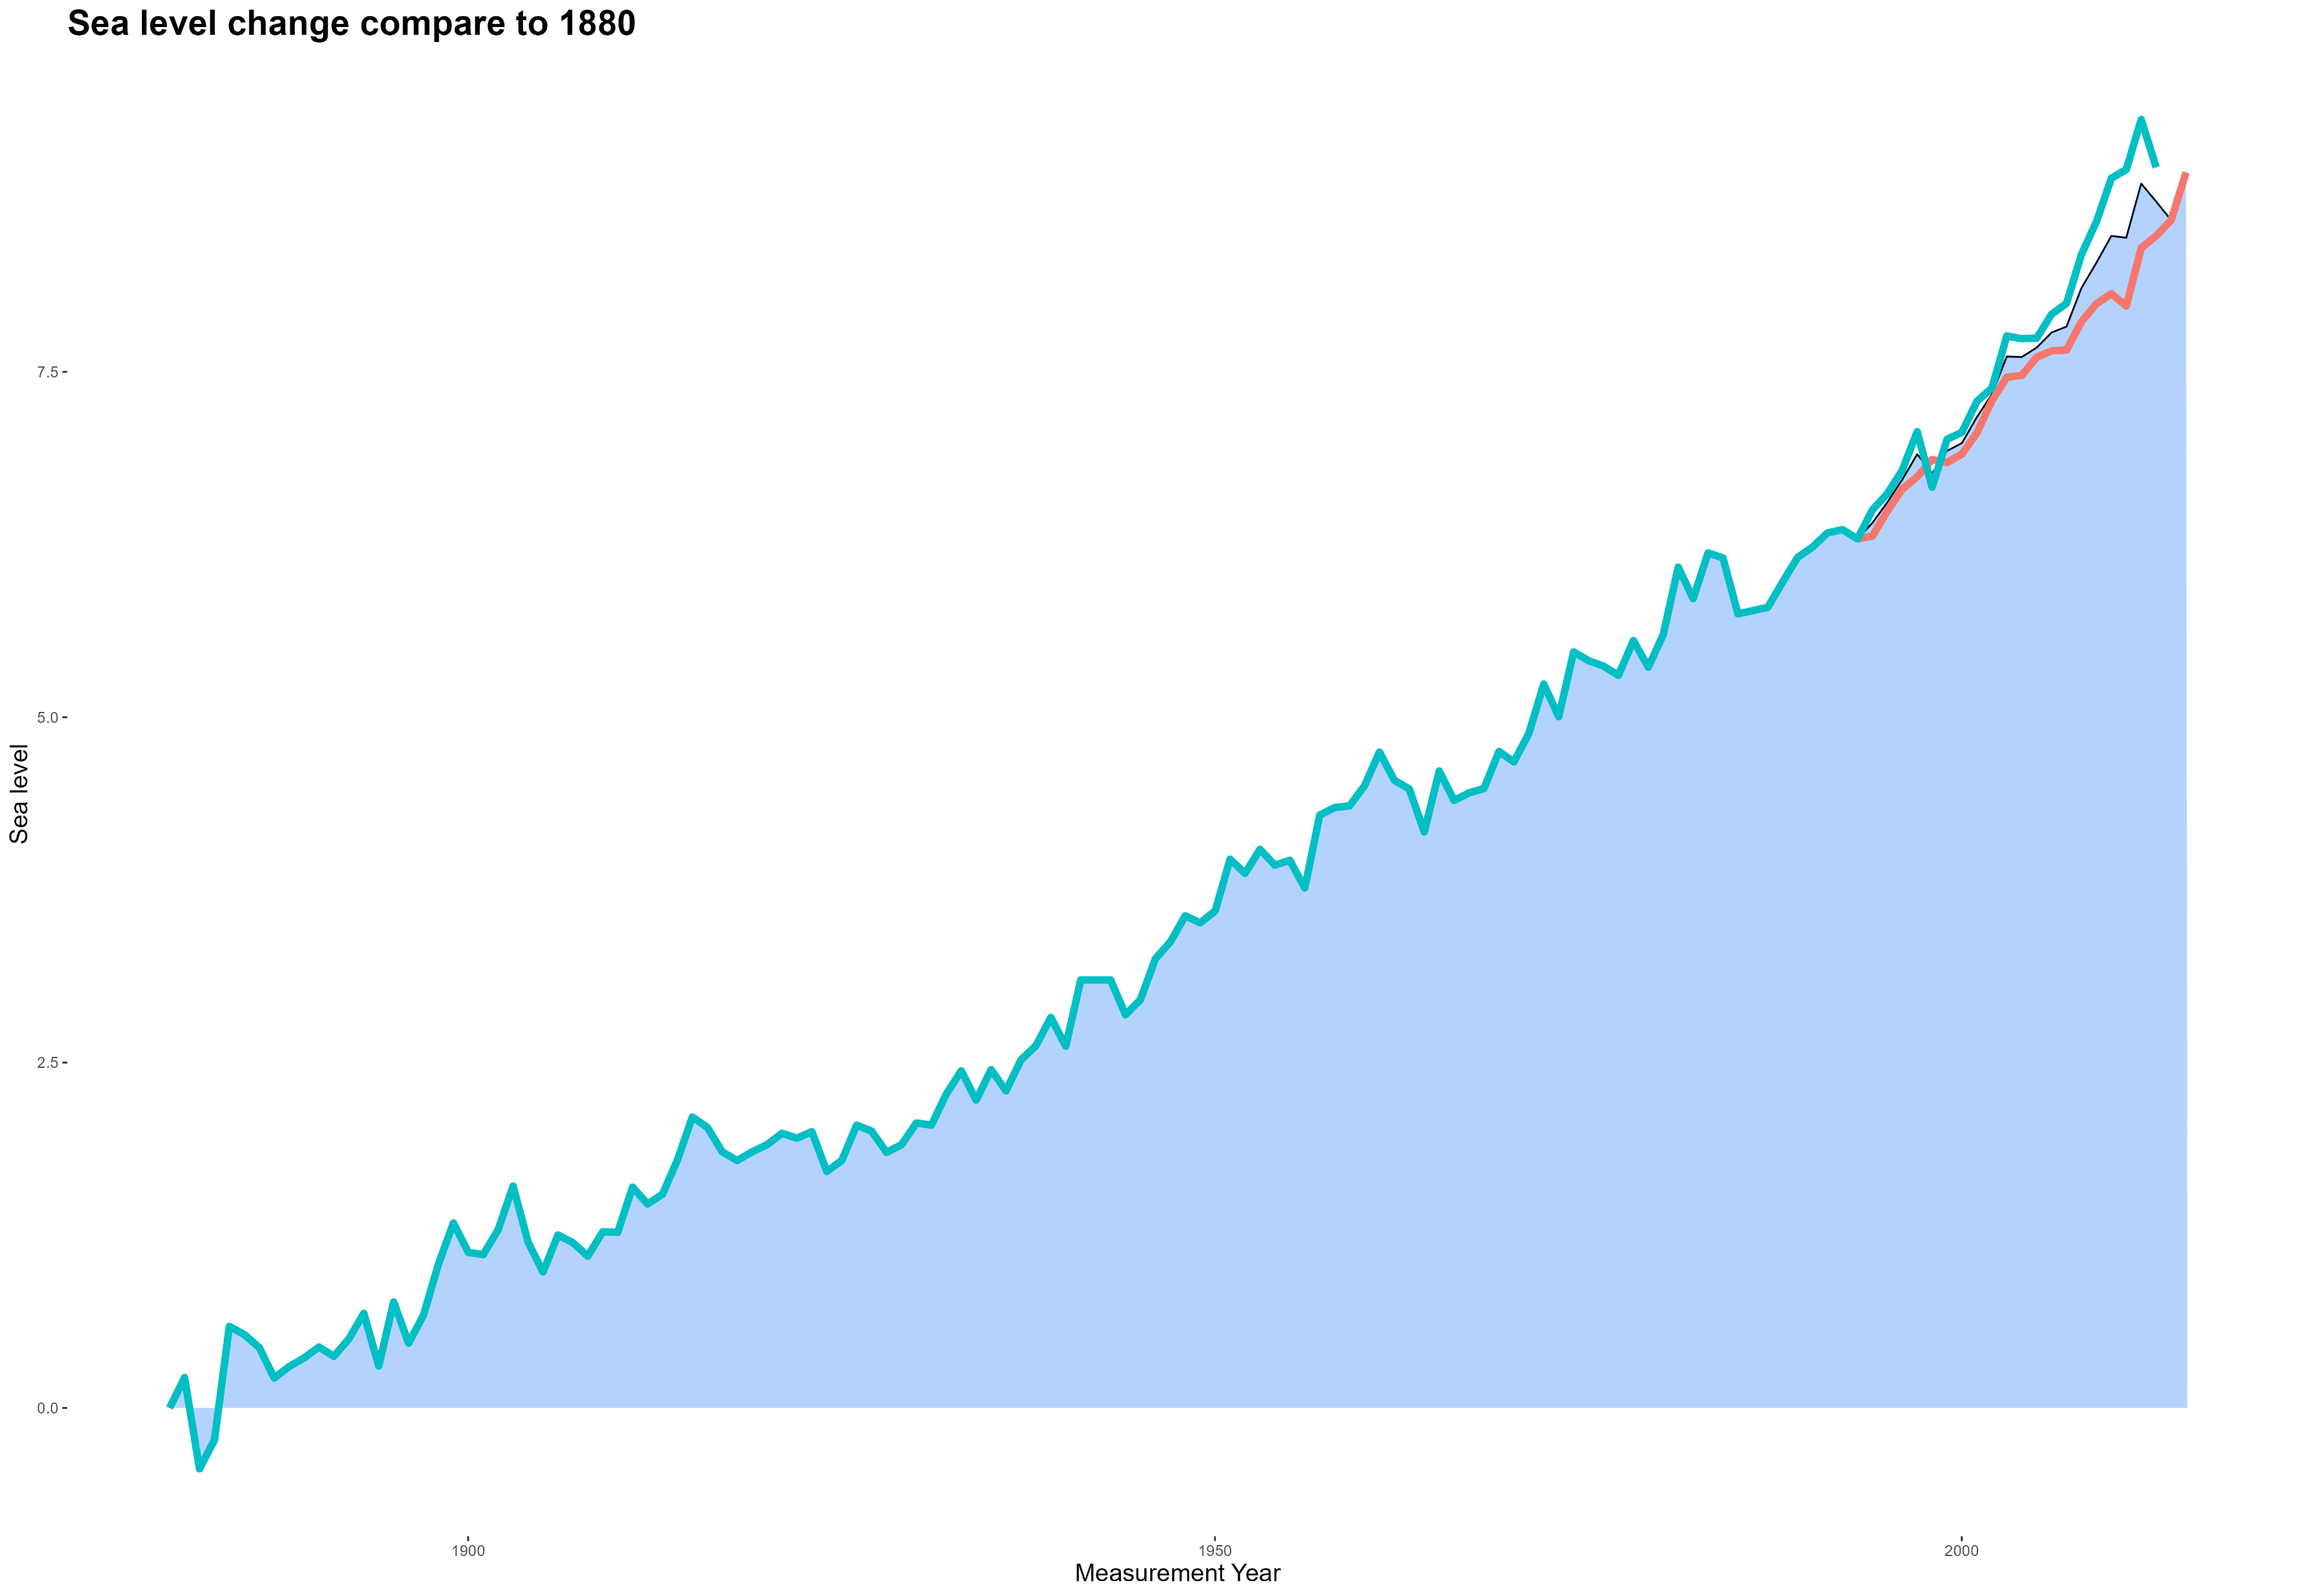 Sea level change compare to 1880
7.5
5.0
Sea level
2.5
0.0
1900
1950
2000
Measurement Year